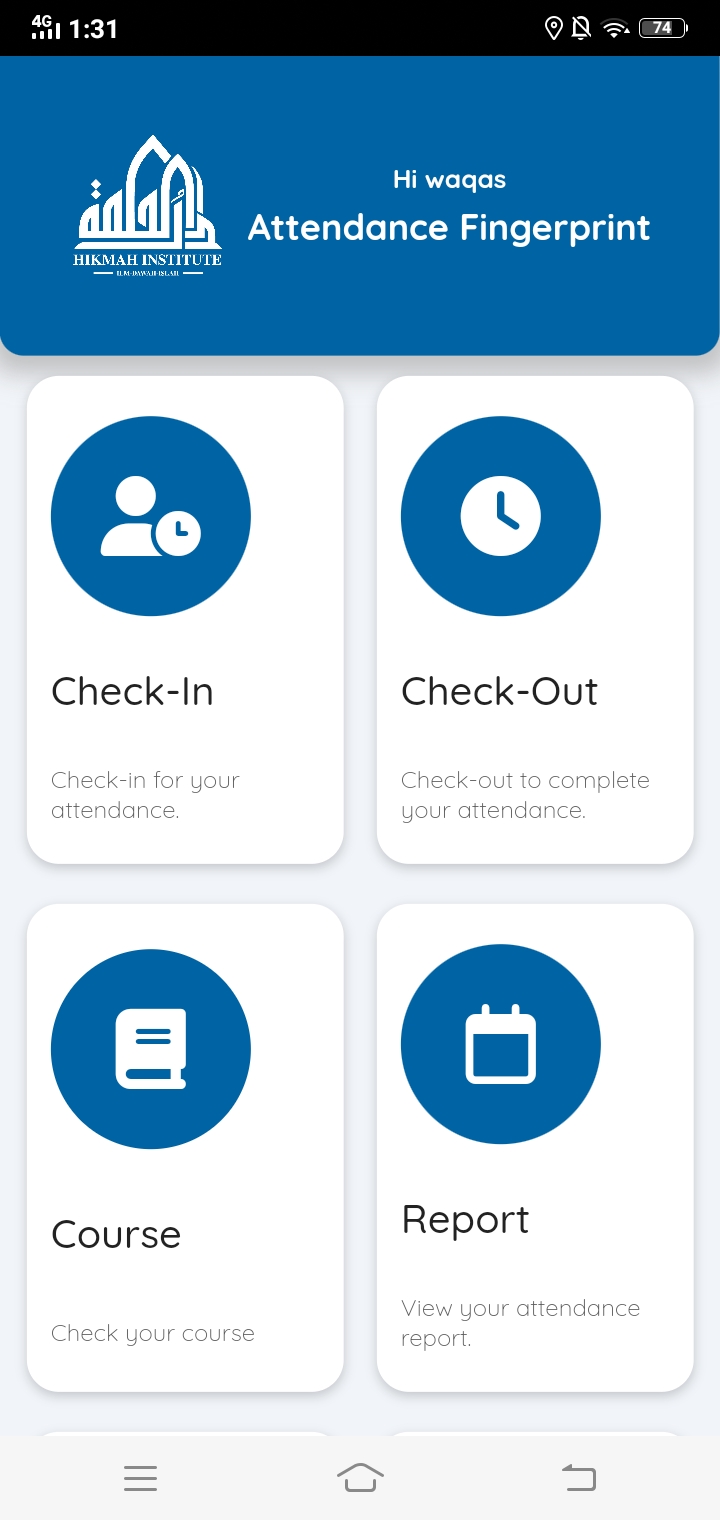 4G 1:31 74
Hi waqas
Attendance Fingerprint
HIKMAH INSTITUTE
ILM-DAWAH-ISLAH
Check-In
Check-in for your
attendance.
Check-Out
Check-out to complete
your attendance.
Course
Check your course
Report
View your attendance
report.